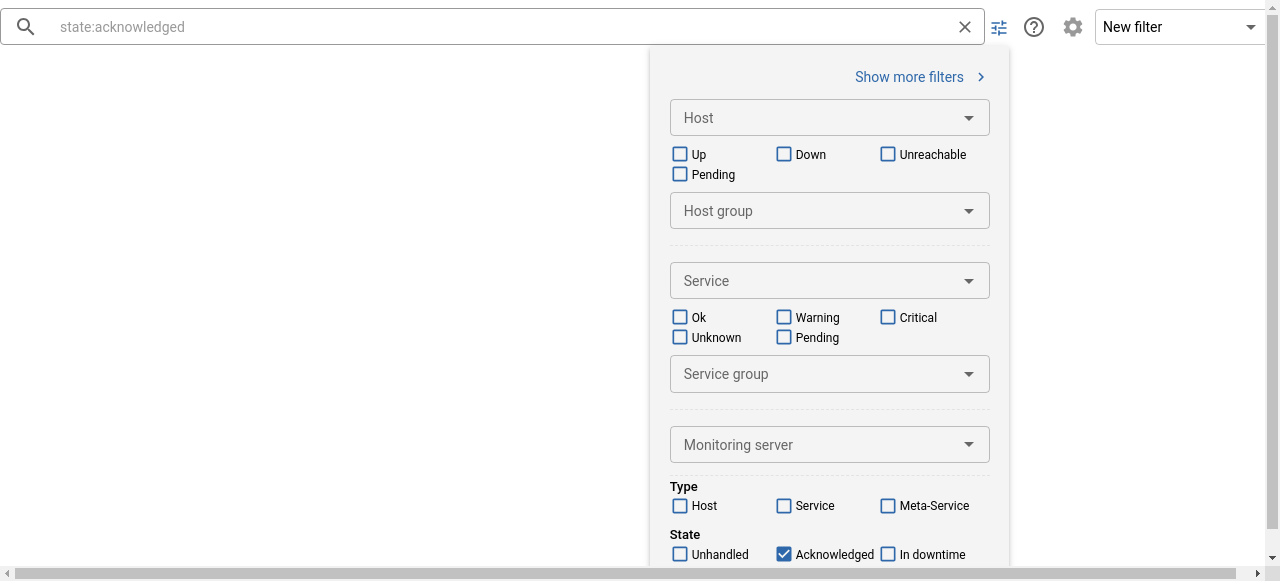 state:acknowledged
New filter
Show more filters
Host
Up Down Unreachable
Pending
Host group
Service
Ok Warning Critical
Unknown Pending
Service group
Monitoring server
Type
Host Service Meta-Service
State
Unhandled Acknowledged In downtime